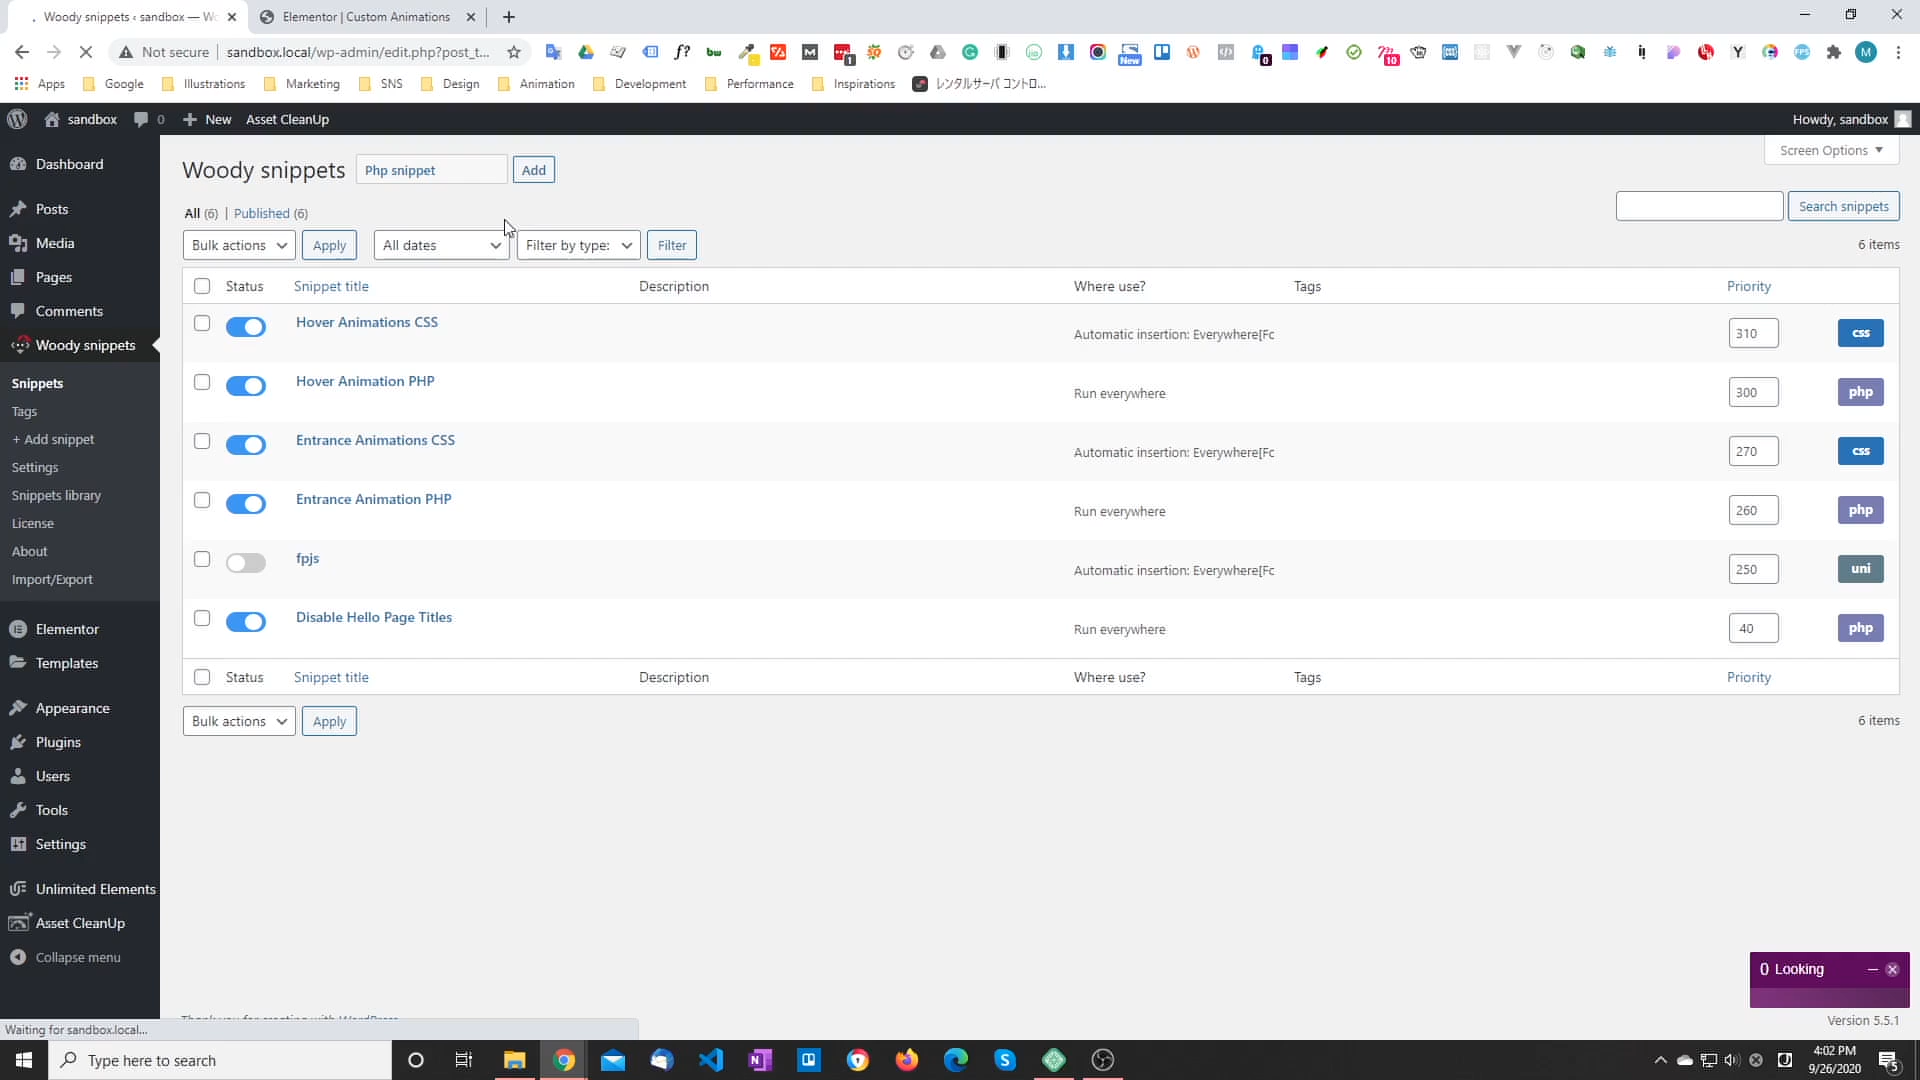 Woody snippets ‹ sandbox — Wo
Elementor | Custom Animations
Not secure
sandbox.local/wp-admin/edit.php?post_t...
1
New
0
10
Apps
Google
Illustrations
Marketing
SNS
Design
Animation
Development
Performance
Inspirations
レンタルサーバ コントロ...
sandbox
0
New
Asset CleanUp
Howdy, sandbox
Dashboard
Posts
Media
Pages
Comments
Woody snippets
Snippets
Tags
+ Add snippet
Settings
Snippets library
License
About
Import/Export
Elementor
Templates
Appearance
Plugins
Users
Tools
Settings
Unlimited Elements
Asset CleanUp
Collapse menu
Screen Options
Woody snippets
Php snippet
Add
All (6) | Published (6)
Search snippets
Bulk actions
Apply
All dates
Filter by type:
Filter
6 items
Status Snippet title Description Where use? Tags Priority
Hover Animations CSS Automatic insertion: Everywhere[Fc 310 css
Hover Animation PHP Run everywhere 300 php
Entrance Animations CSS Automatic insertion: Everywhere[Fc 270 css
Entrance Animation PHP Run everywhere 260 php
fpjs Automatic insertion: Everywhere[Fc 250 uni
Disable Hello Page Titles Run everywhere 40 php
Status Snippet title Description Where use? Tags Priority
Bulk actions
Apply
6 items
0 Looking
Version 5.5.1
Waiting for sandbox.local...
Type here to search
4:02 PM
9/26/2020
5